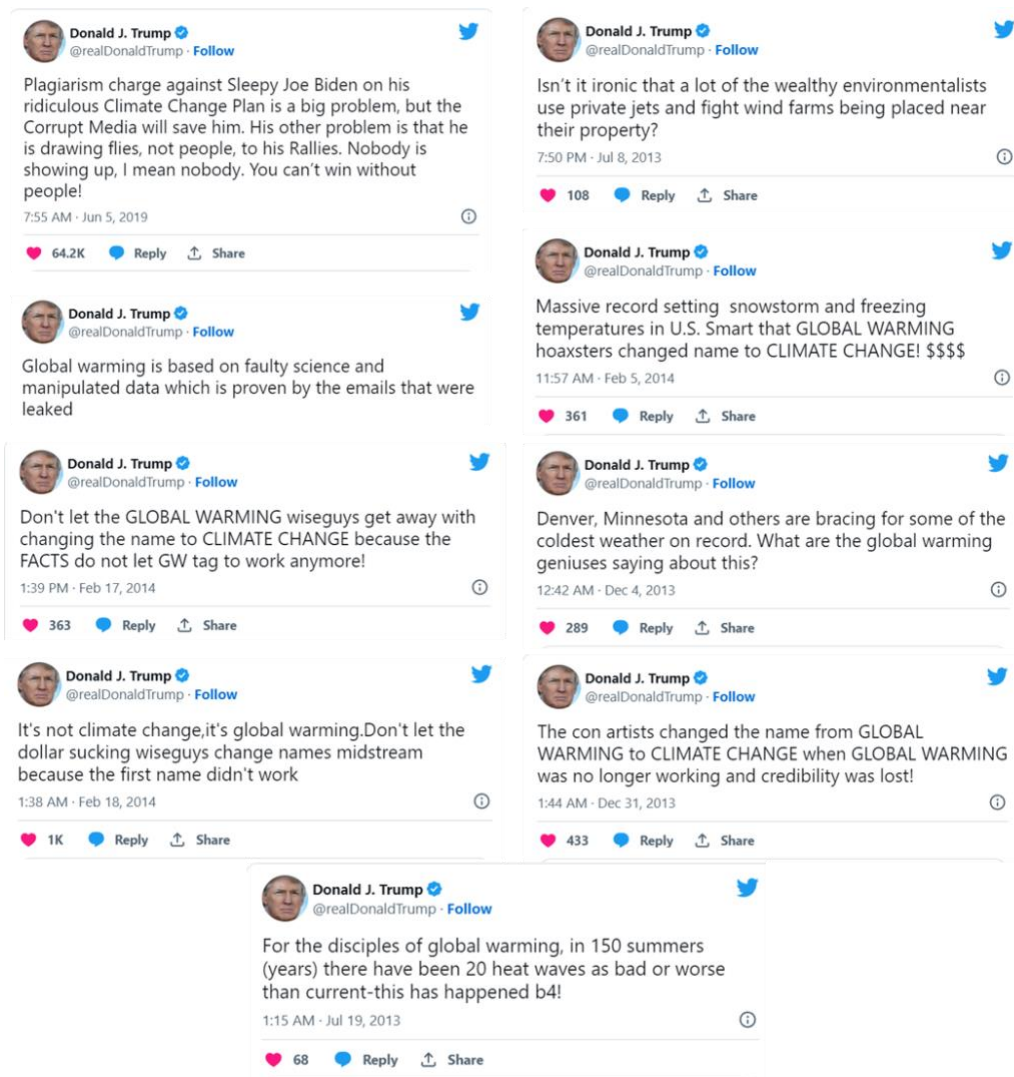 Donald J. Trump
@realDonaldTrump · Follow
Plagiarism charge against Sleepy Joe Biden on his
ridiculous Climate Change Plan is a big problem, but the
Corrupt Media will save him. His other problem is that he
is drawing flies, not people, to his Rallies. Nobody is
showing up, I mean nobody. You can't win without
people!
7:55 AM · Jun 5, 2019
64.2K Reply Share
Donald J. Trump
@realDonaldTrump · Follow
Isn't it ironic that a lot of the wealthy environmentalists
use private jets and fight wind farms being placed near
their property?
7:50 PM · Jul 8, 2013
108 Reply Share
Donald J. Trump
@realDonaldTrump · Follow
Global warming is based on faulty science and
manipulated data which is proven by the emails that were
leaked
Donald J. Trump
@realDonaldTrump · Follow
Massive record setting  snowstorm and freezing
temperatures in U.S. Smart that GLOBAL WARMING
hoaxsters changed name to CLIMATE CHANGE! $$$$
11:57 AM · Feb 5, 2014
361 Reply Share
Donald J. Trump
@realDonaldTrump · Follow
Don't let the GLOBAL WARMING wiseguys get away with
changing the name to CLIMATE CHANGE because the
FACTS do not let GW tag to work anymore!
1:39 PM · Feb 17, 2014
363 Reply Share
Donald J. Trump
@realDonaldTrump · Follow
Denver, Minnesota and others are bracing for some of the
coldest weather on record. What are the global warming
geniuses saying about this?
12:42 AM · Dec 4, 2013
289 Reply Share
Donald J. Trump
@realDonaldTrump · Follow
It's not climate change,it's global warming.Don't let the
dollar sucking wiseguys change names midstream
because the first name didn't work
1:38 AM · Feb 18, 2014
1K Reply Share
Donald J. Trump
@realDonaldTrump · Follow
The con artists changed the name from GLOBAL
WARMING to CLIMATE CHANGE when GLOBAL WARMING
was no longer working and credibility was lost!
1:44 AM · Dec 31, 2013
433 Reply Share
Donald J. Trump
@realDonaldTrump · Follow
For the disciples of global warming, in 150 summers
(years) there have been 20 heat waves as bad or worse
than current-this has happened b4!
1:15 AM · Jul 19, 2013
68 Reply Share